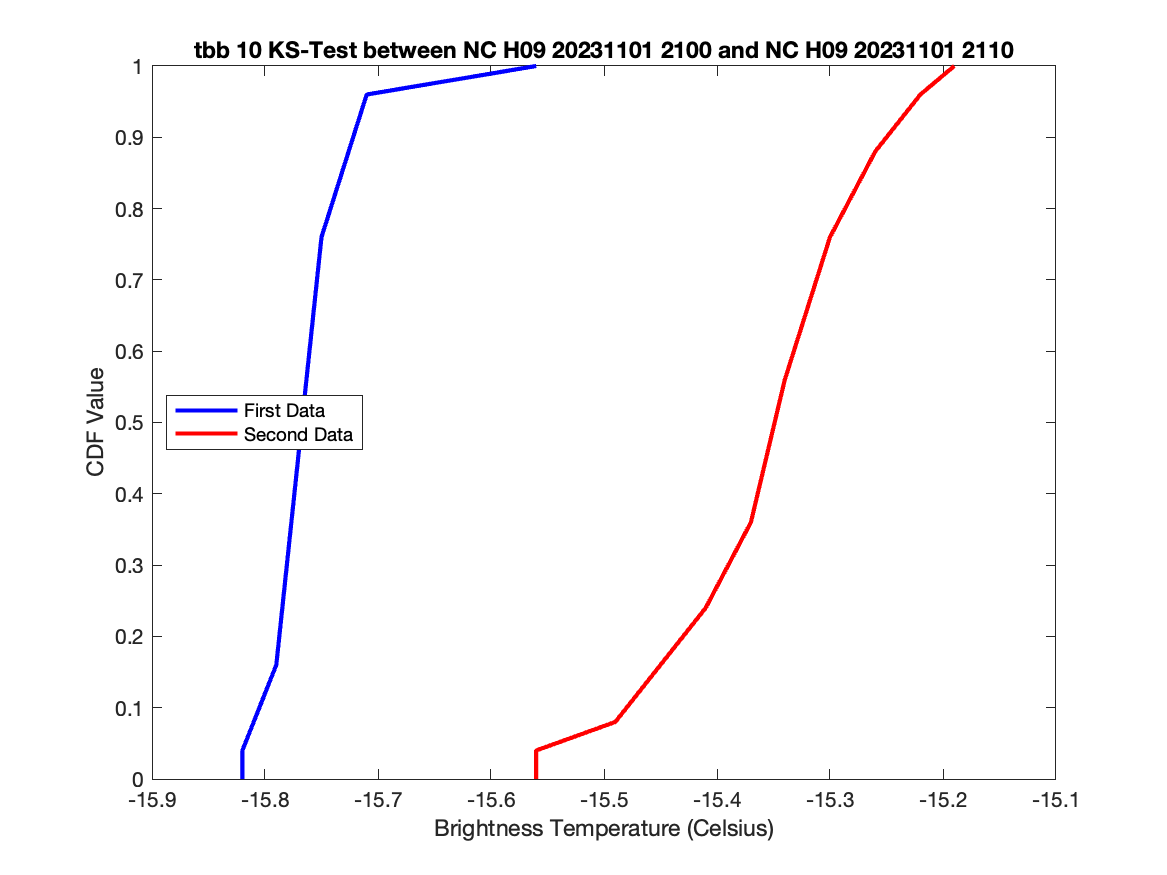 tbb 10 KS-Test between NC H09 20231101 2100 and NC H09 20231101 2110
1
0.9
0.8
0.7
0.6
0.5
0.4
0.3
0.2
0.1
0
CDF Value
First Data
Second Data
-15.9 -15.8 -15.7 -15.6 -15.5 -15.4 -15.3 -15.2 -15.1
Brightness Temperature (Celsius)